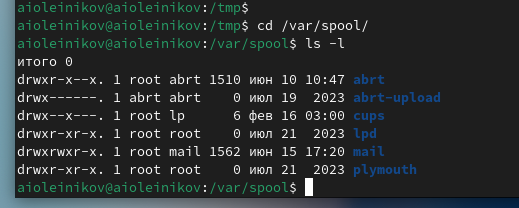 aioleinikov@aioleinikov:/tmp$
aioleinikov@aioleinikov:/tmp$ cd /var/spool/
aioleinikov@aioleinikov:/var/spool$ ls -l
итого 0
drwxr-x--x. 1 root abrt 1510 июн 10 10:47 abrt
drwx------. 1 abrt abrt    0 июл 19  2023 abrt-upload
drwx--x---. 1 root lp      6 фев 16 03:00 cups
drwxr-xr-x. 1 root root    0 июл 21  2023 lpd
drwxrwxr-x. 1 root mail 1562 июн 15 17:20 mail
drwxr-xr-x. 1 root root    0 июл 21  2023 plymouth
aioleinikov@aioleinikov:/var/spool$